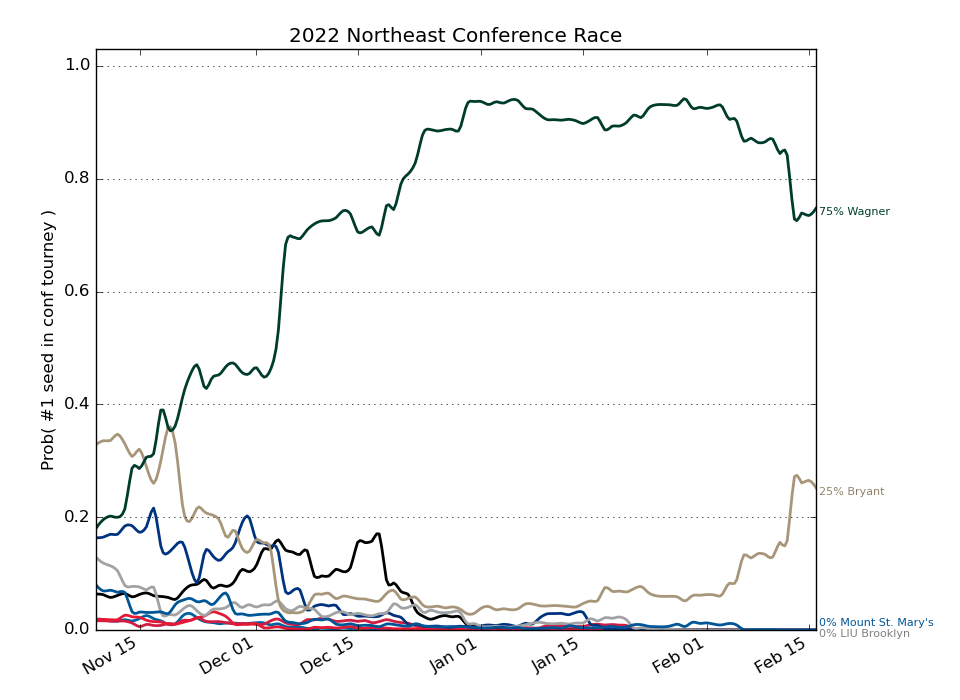 2022 Northeast Conference Race
Prob( #1 seed in conf tourney )
1.0
0.8
0.6
0.4
0.2
0.0
Nov 15
Dec 01
Dec 15
Jan 01
Jan 15
Feb 01
Feb 15
75% Wagner
25% Bryant
0% Mount St. Mary's
0% LIU Brooklyn